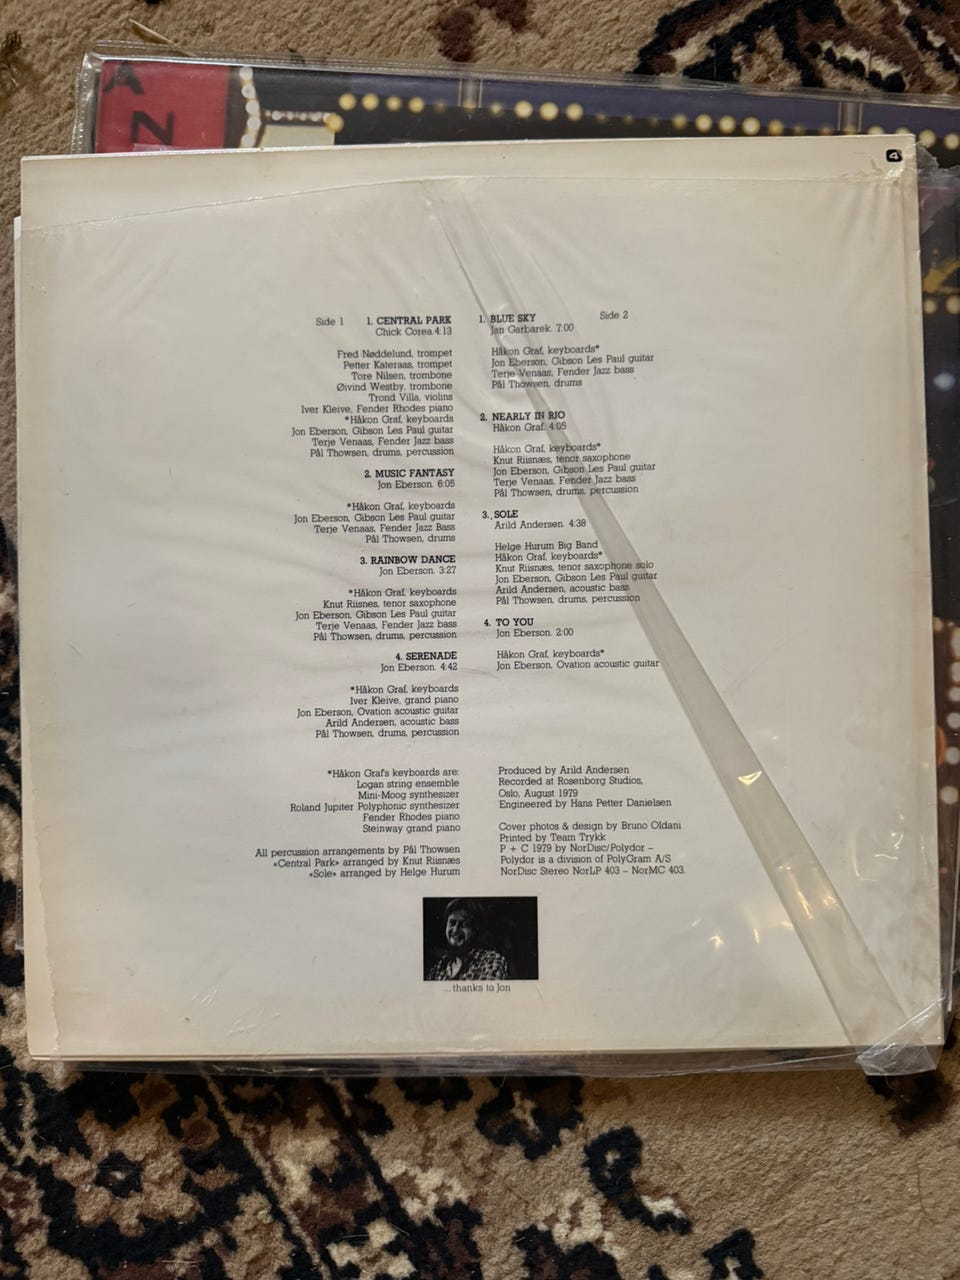 A
N
4
Side 1
1. CENTRAL PARK
Chick Corea. 4:13
Fred Nøddelund, trompet
Petter Kateraas, trompet
Tore Nilsen, trombone
Øivind Westby, trombone
Trond Villa, violins
Iver Kleive, Fender Rhodes piano
*Håkon Graf, keyboards
Jon Eberson, Gibson Les Paul guitar
Terje Venaas, Fender Jazz bass
Pål Thowsen, drums, percussion
2. MUSIC FANTASY
Jon Eberson. 6:05
*Håkon Graf, keyboards
Jon Eberson, Gibson Les Paul guitar
Terje Venaas, Fender Jazz Bass
Pål Thowsen, drums
3. RAINBOW DANCE
Jon Eberson. 3:27
*Håkon Graf, keyboards
Knut Riisnes, tenor saxophone
Jon Eberson, Gibson Les Paul guitar
Terje Venaas, Fender Jazz bass
Pål Thowsen, drums, percussion
4. SERENADE
Jon Eberson. 4:42
*Håkon Graf, keyboards
Iver Kleive, grand piano
Jon Eberson, Ovation acoustic guitar
Arild Andersen, acoustic bass
Pål Thowsen, drums, percussion
*Håkon Graf's keyboards are:
Logan string ensemble
Mini-Moog synthesizer
Roland Jupiter Polyphonic synthesizer
Fender Rhodes piano
Steinway grand piano
All percussion arrangements by Pål Thowsen
«Central Park» arranged by Knut Riisnæs
«Sole» arranged by Helge Hurum
Side 2
1. BLUE SKY
Jan Garbarek. 7:00
Håkon Graf, keyboards*
Jon Eberson, Gibson Les Paul guitar
Terje Venaas, Fender Jazz bass
Pål Thowsen, drums
2. NEARLY IN RIO
Håkon Graf. 4:05
Håkon Graf, keyboards*
Knut Riisnæs, tenor saxophone
Jon Eberson, Gibson Les Paul guitar
Terje Venaas, Fender Jazz bass
Pål Thowsen, drums, percussion
3. SOLE
Arild Andersen. 4:38
Helge Hurum Big Band
Håkon Graf, keyboards*
Knut Riisnæs, tenor saxophone solo
Jon Eberson, Gibson Les Paul guitar
Arild Andersen, acoustic bass
Pål Thowsen, drums, percussion
4. TO YOU
Jon Eberson. 2:00
Håkon Graf, keyboards*
Jon Eberson, Ovation acoustic guitar
Produced by Arild Andersen
Recorded at Rosenborg Studios,
Oslo, August 1979
Engineered by Hans Petter Danielsen
Cover photos & design by Bruno Oldani
Printed by Team Trykk
P + C 1979 by NorDisc/Polydor –
Polydor is a division of PolyGram A/S
NorDisc Stereo NorLP 403 – NorMC 403.
... thanks to Jon